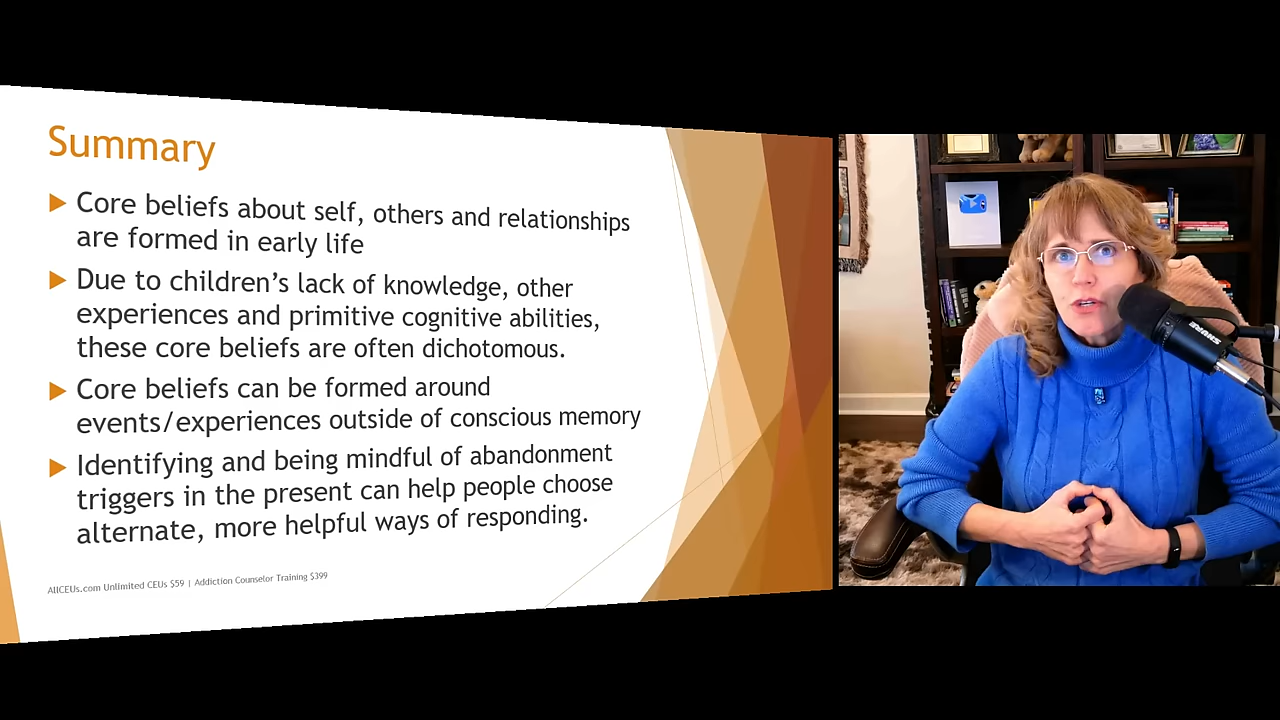 Summary
Core beliefs about self, others and relationships
are formed in early life
Due to children's lack of knowledge, other
experiences and primitive cognitive abilities,
these core beliefs are often dichotomous.
Core beliefs can be formed around
events/experiences outside of conscious memory
Identifying and being mindful of abandonment
triggers in the present can help people choose
alternate, more helpful ways of responding.
AllCEUs.com Unlimited CEUs $59 | Addiction Counselor Training $399
SHURE